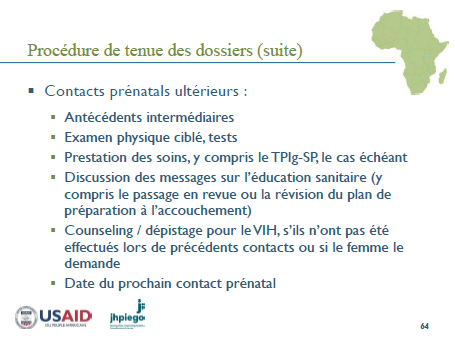 Procédure de tenue des dossiers (suite)
▪ Contacts prénatals ultérieurs :
▪ Antécédents intermédiaires
▪ Examen physique ciblé, tests
▪ Prestation des soins, y compris le TPIg-SP, le cas échéant
▪ Discussion des messages sur l'éducation sanitaire (y
compris le passage en revue ou la révision du plan de
préparation à l'accouchement)
▪ Counseling / dépistage pour le VIH, s'ils n'ont pas été
effectués lors de précédents contacts ou si le femme le
demande
▪ Date du prochain contact prénatal
USAID
jhpiego
64